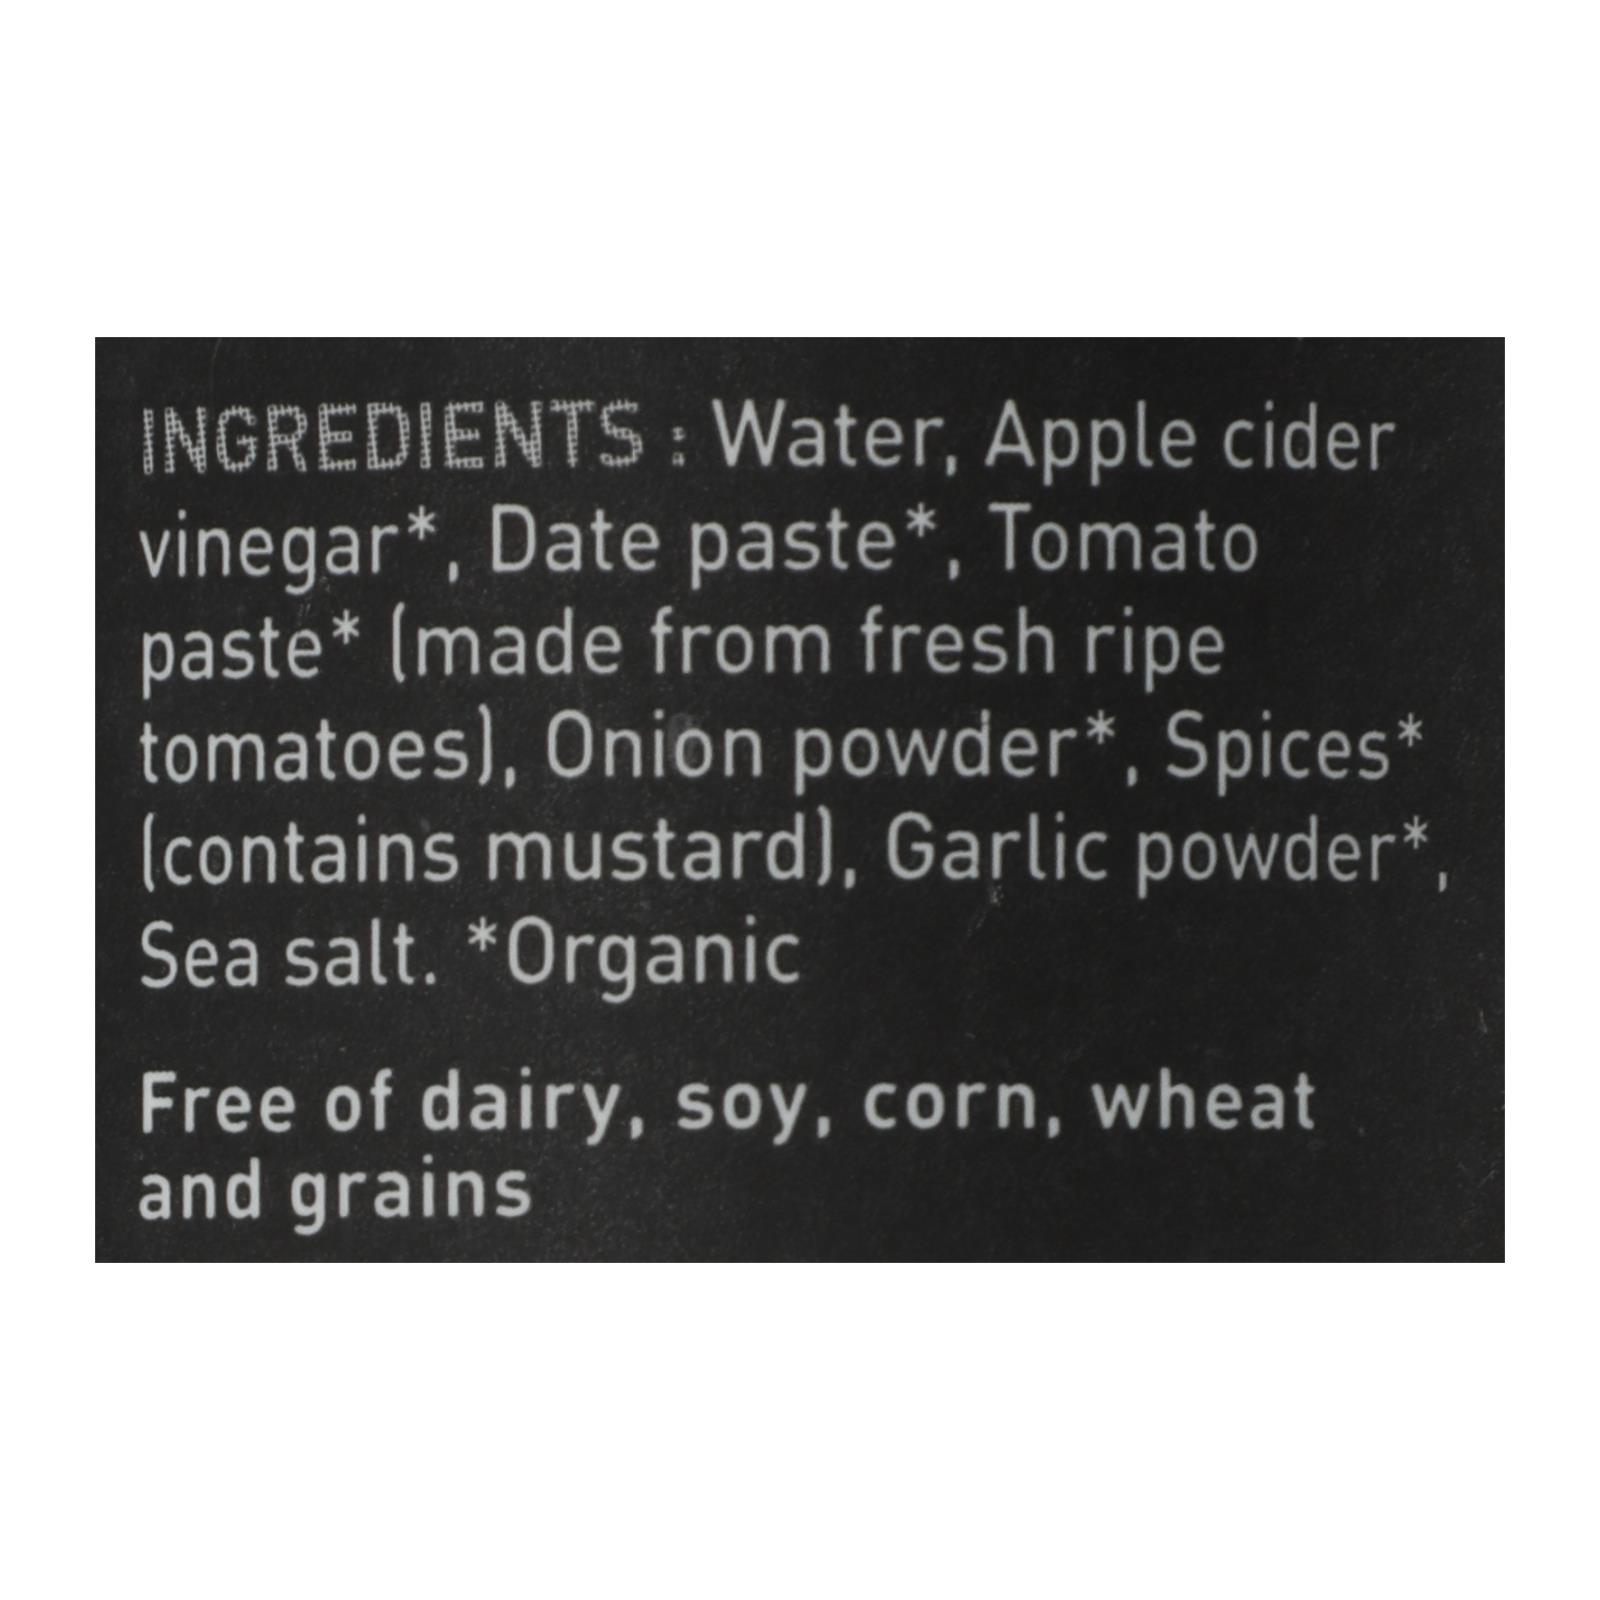 INGREDIENTS : Water, Apple cider
vinegar*, Date paste*, Tomato
paste* (made from fresh ripe
tomatoes), Onion powder*, Spices*
(contains mustard), Garlic powder*,
Sea salt. *Organic
Free of dairy, soy, corn, wheat
and grains